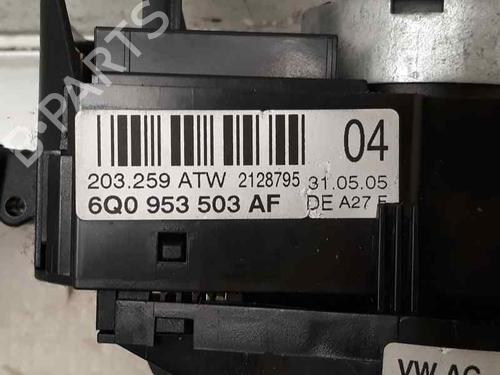 B-PARTS
04
203.259 ATW 2128795 31.05.05
6Q0 953 503 AF DE A27 E
VW AG